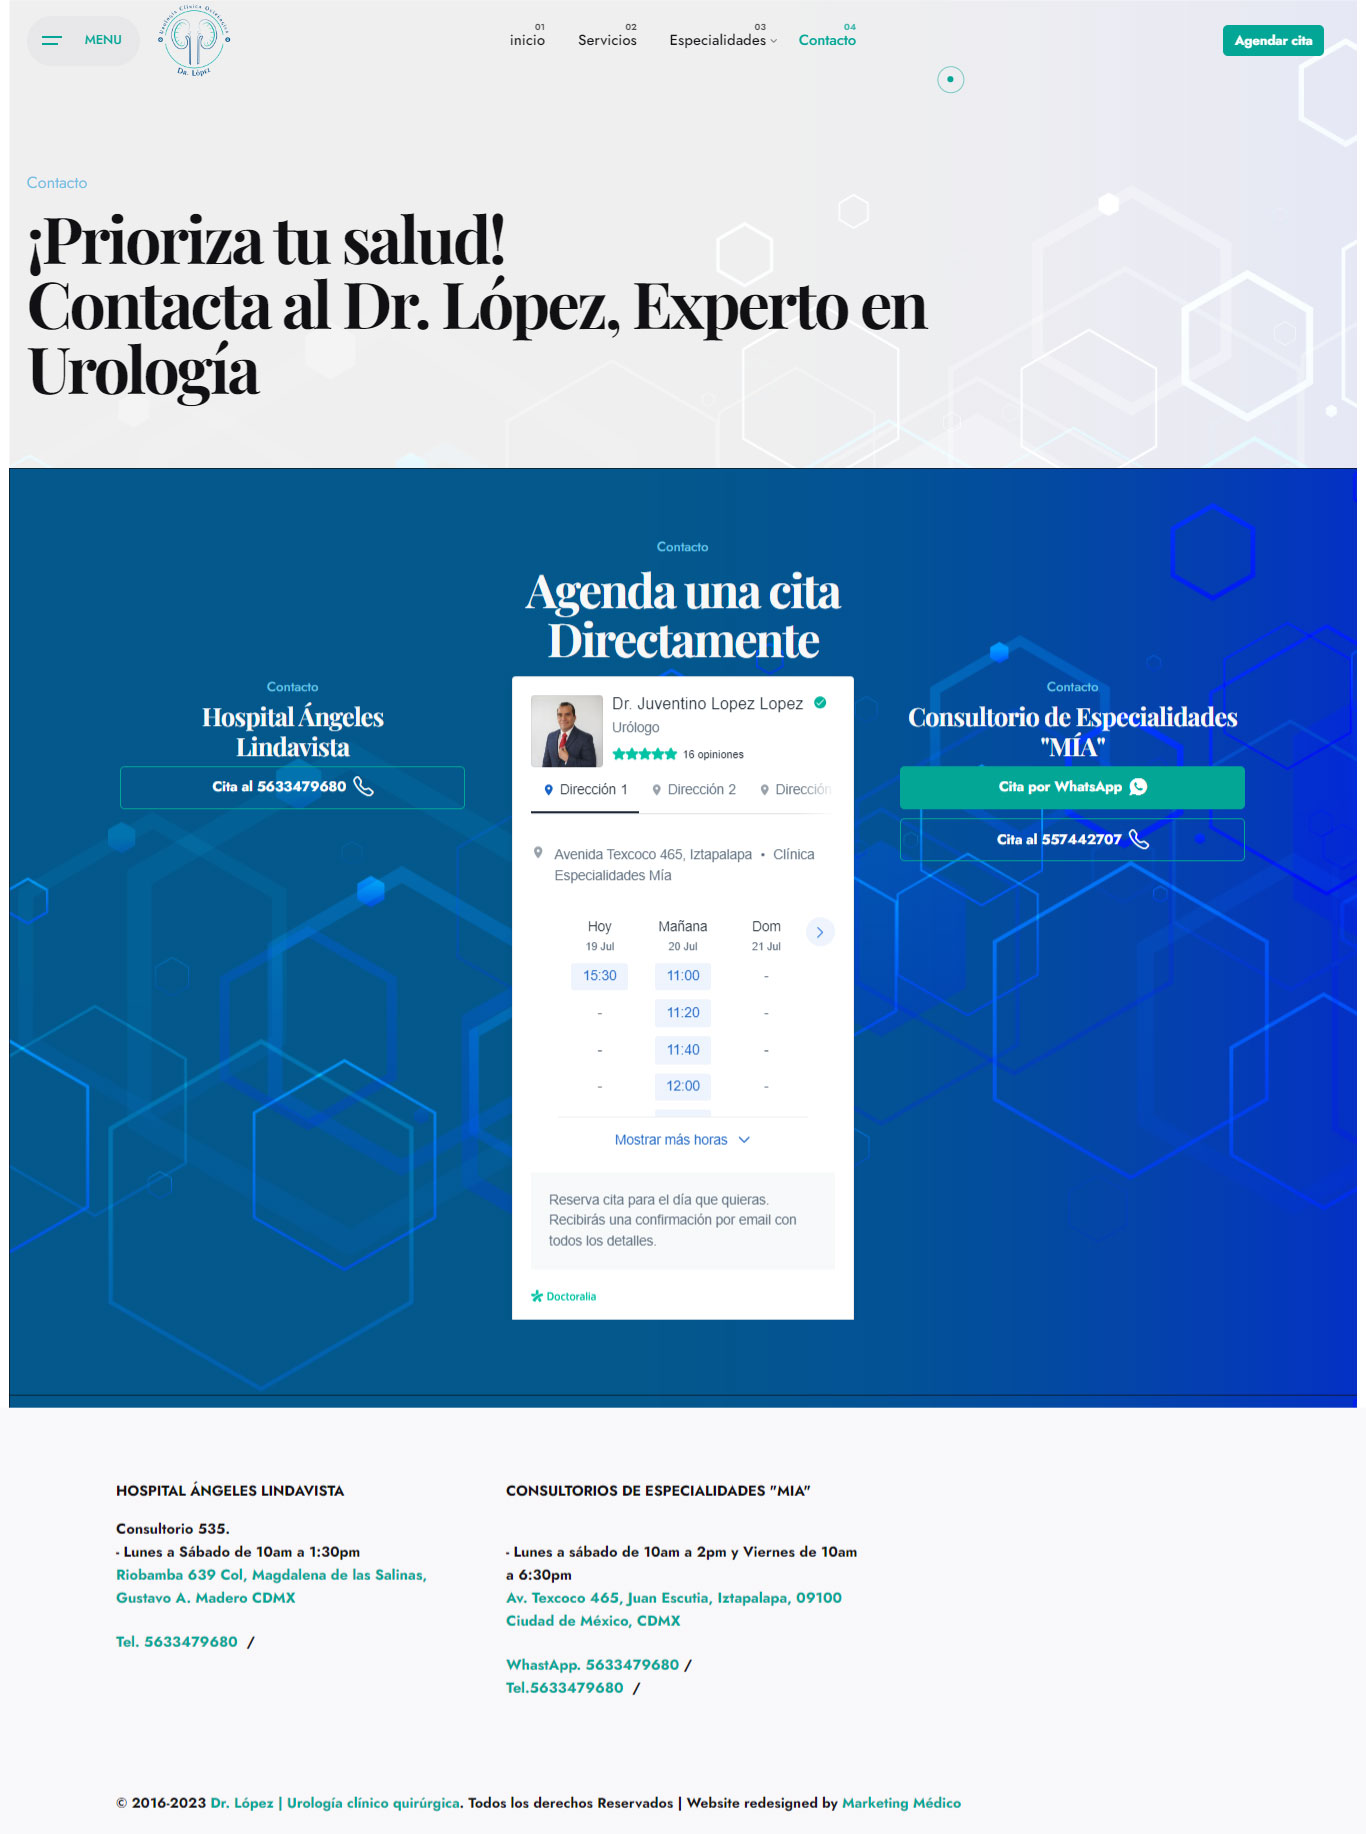 MENU
Urología Clínica Quirúrgica
Dr. López
01
inicio
02
Servicios
03
Especialidades
04
Contacto
Agendar cita
Contacto
¡Prioriza tu salud!
Contacta al Dr. López, Experto en
Urología
Contacto
Agenda una cita
Directamente
Contacto
Hospital Ángeles
Lindavista
Cita al 5633479680
Dr. Juventino Lopez Lopez
Urólogo
16 opiniones
Dirección 1 Dirección 2 Dirección
Avenida Texcoco 465, Iztapalapa • Clínica
Especialidades Mía
Hoy Mañana Dom
19 Jul 20 Jul 21 Jul
15:30 11:00 -
- 11:20 -
- 11:40 -
- 12:00 -
Mostrar más horas
Reserva cita para el día que quieras.
Recibirás una confirmación por email con
todos los detalles.
Doctoralia
Contacto
Consultorio de Especialidades
"MÍA"
Cita por WhatsApp
Cita al 557442707
HOSPITAL ÁNGELES LINDAVISTA
Consultorio 535.
- Lunes a Sábado de 10am a 1:30pm
Riobamba 639 Col, Magdalena de las Salinas,
Gustavo A. Madero CDMX
Tel. 5633479680 /
CONSULTORIOS DE ESPECIALIDADES "MIA"
- Lunes a sábado de 10am a 2pm y Viernes de 10am
a 6:30pm
Av. Texcoco 465, Juan Escutia, Iztapalapa, 09100
Ciudad de México, CDMX
WhastApp. 5633479680 /
Tel.5633479680 /
© 2016-2023 Dr. López | Urología clínico quirúrgica. Todos los derechos Reservados | Website redesigned by Marketing Médico